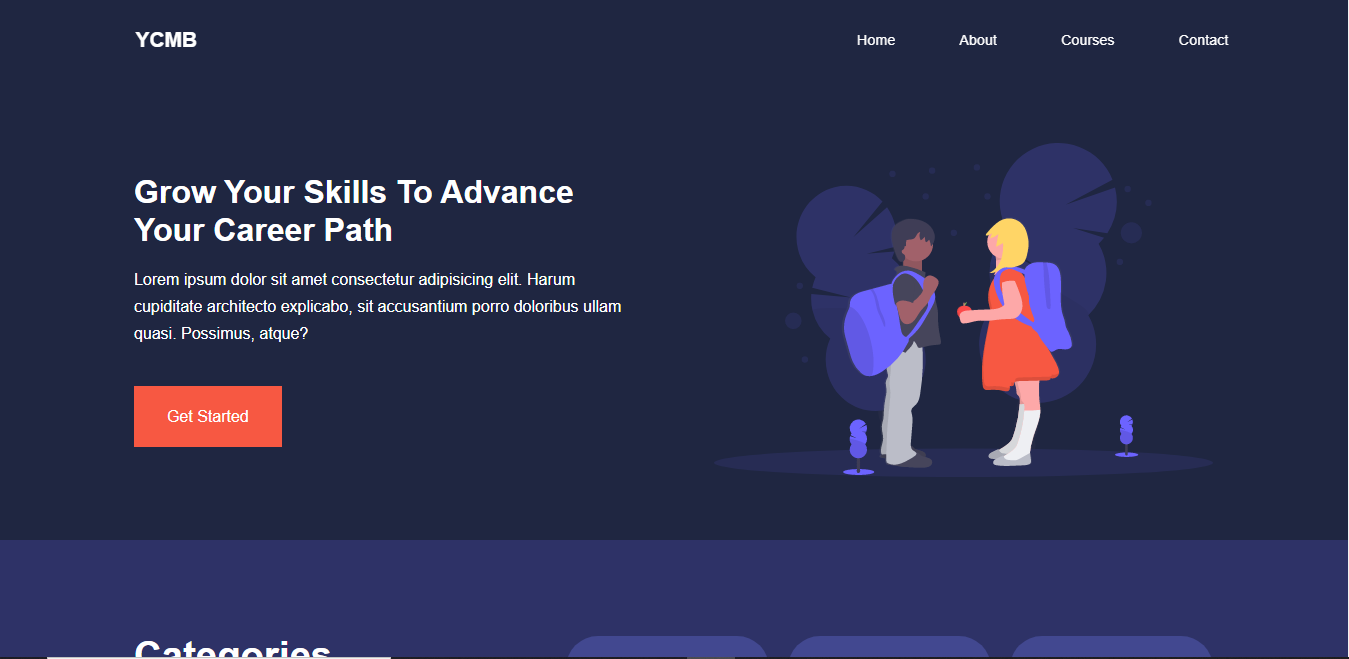 YCMB
Home
About
Courses
Contact
Grow Your Skills To Advance
Your Career Path
Lorem ipsum dolor sit amet consectetur adipisicing elit. Harum
cupiditate architecto explicabo, sit accusantium porro doloribus ullam
quasi. Possimus, atque?
Get Started
Categories